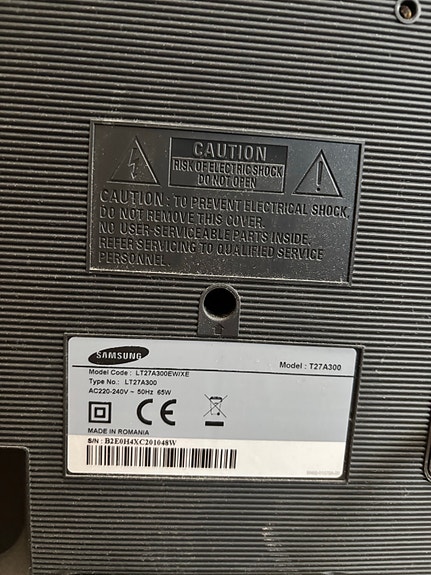 CAUTION
RISK OF ELECTRIC SHOCK
DO NOT OPEN
CAUTION: TO PREVENT ELECTRICAL SHOCK,
DO NOT REMOVE THIS COVER.
NO USER-SERVICEABLE PARTS INSIDE.
REFER SERVICING TO QUALIFIED SERVICE
PERSONNEL.
SAMSUNG
Model Code : LT27A300EW/XE
Model : T27A300
Type No.: LT27A300
AC220-240V ~ 50Hz 65W
CE
MADE IN ROMANIA
S/N : B2E0H4XC201048W